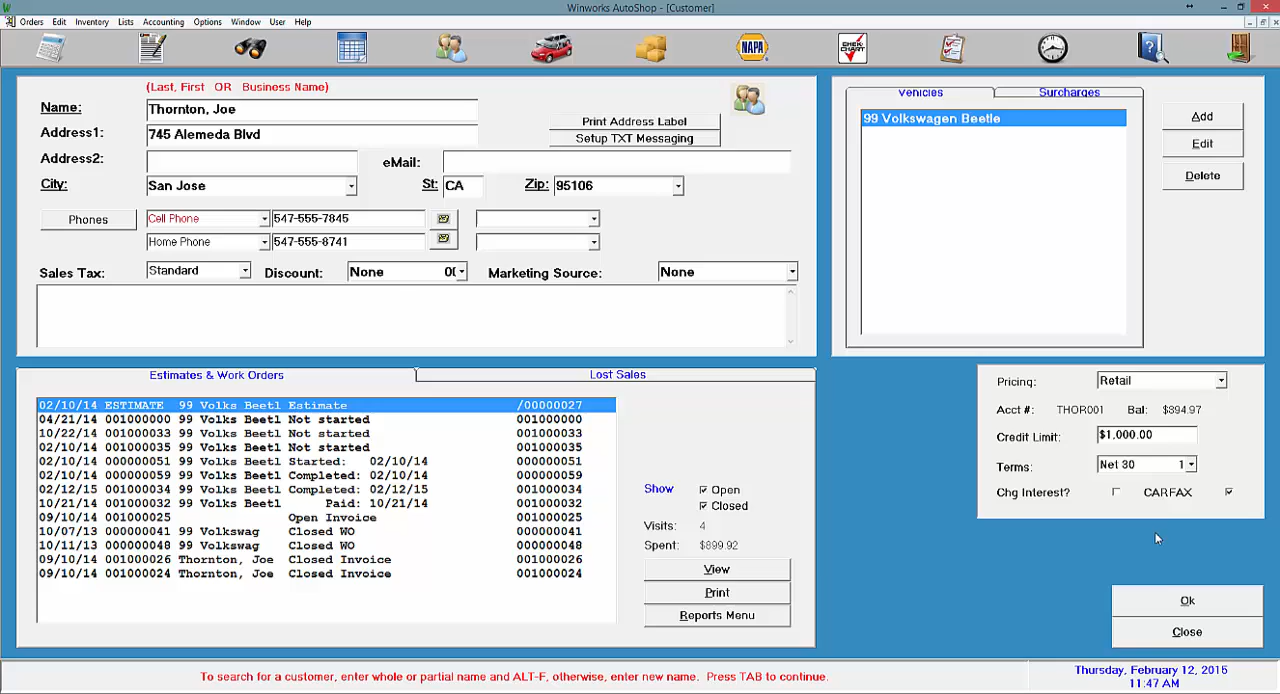 Winworks AutoShop - [Customer]
Orders Edit Inventory Lists Accounting Options Window User Help
NAPA
CHEK CHART
(Last, First OR Business Name)
Name: Thornton, Joe
Address1: 745 Alemeda Blvd
Address2:
Print Address Label
Setup TXT Messaging
eMail:
City: San Jose St: CA Zip: 95106
Phones Cell Phone 547-555-7845
Home Phone 547-555-8741
Sales Tax: Standard Discount: None 0( Marketing Source: None
Vehicles Surcharges
99 Volkswagen Beetle
Add
Edit
Delete
Estimates & Work Orders Lost Sales
02/10/14 ESTIMATE 99 Volks Beetl Estimate /00000027
04/21/14 001000000 99 Volks Beetl Not started 001000000
10/22/14 001000033 99 Volks Beetl Not started 001000033
02/10/14 001000035 99 Volks Beetl Not started 001000035
02/10/14 000000051 99 Volks Beetl Started: 02/10/14 000000051
02/10/14 000000059 99 Volks Beetl Completed: 02/10/14 000000059
02/12/15 001000034 99 Volks Beetl Completed: 02/12/15 001000034
10/21/14 001000032 99 Volks Beetl Paid: 10/21/14 001000032
09/10/14 001000025 Open Invoice 001000025
10/07/13 000000041 99 Volkswag Closed WO 000000041
10/11/13 000000048 99 Volkswag Closed WO 000000048
09/10/14 001000026 Thornton, Joe Closed Invoice 001000026
09/10/14 001000024 Thornton, Joe Closed Invoice 001000024
Show Open
Closed
Visits: 4
Spent: $899.92
View
Print
Reports Menu
Pricing: Retail
Acct #: THOR001 Bal: $894.97
Credit Limit: $1,000.00
Terms: Net 30 1
Chg Interest? CARFAX
Ok
Close
To search for a customer, enter whole or partial name and ALT-F, otherwise, enter new name. Press TAB to continue.
Thursday, February 12, 2015
11:47 AM